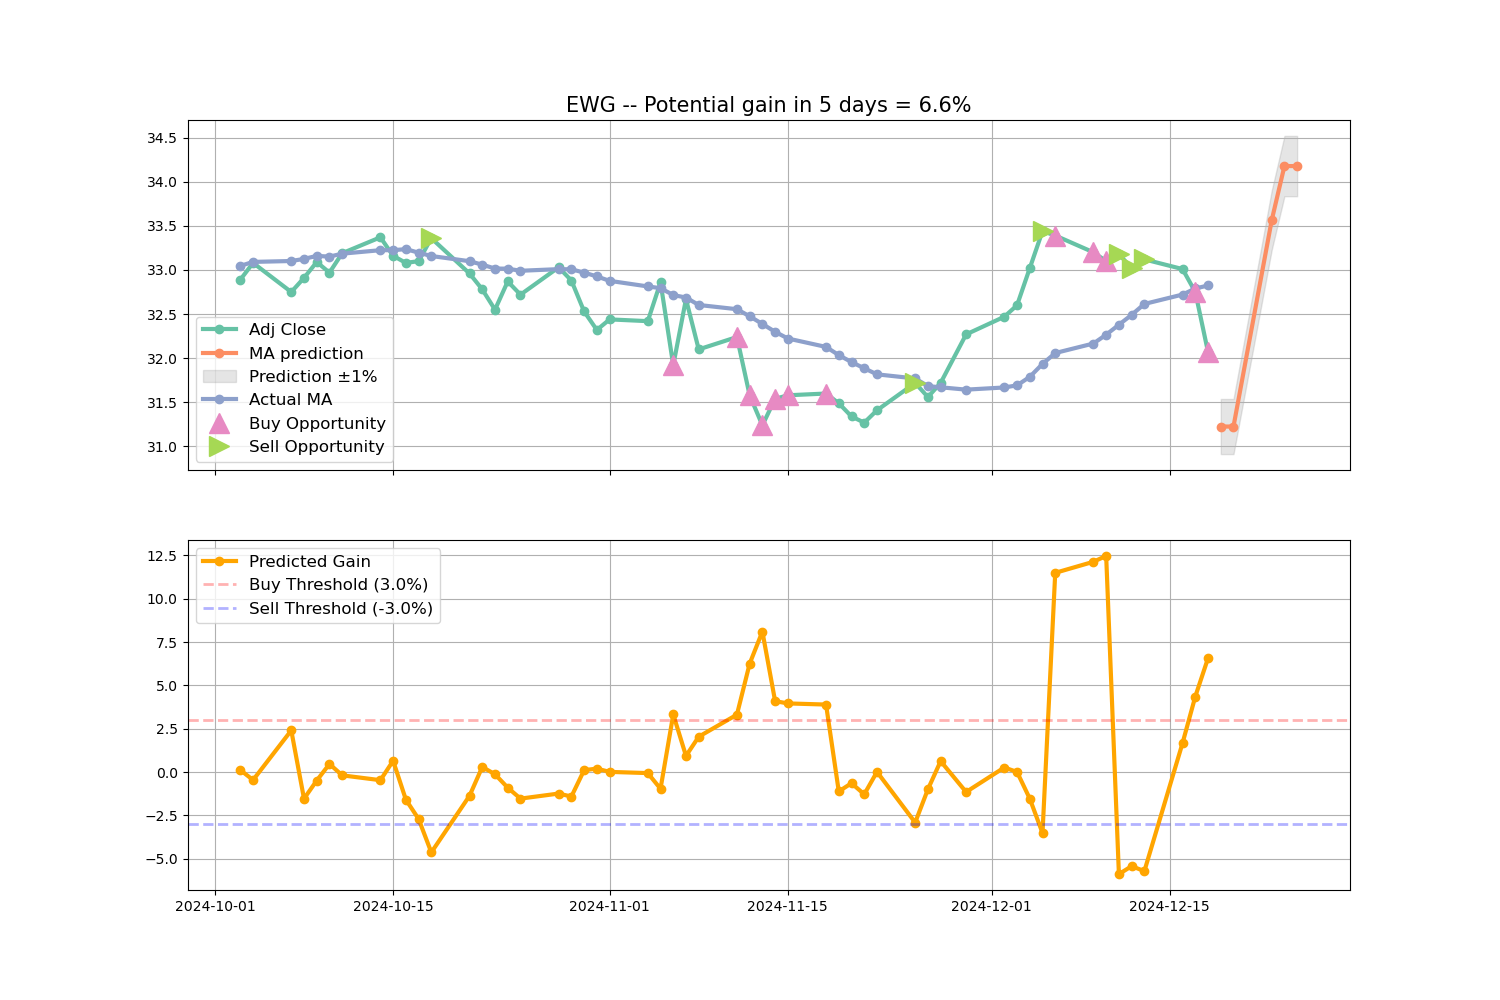 EWG -- Potential gain in 5 days = 6.6%
34.5
34.0
33.5
33.0
32.5
32.0
31.5
31.0
Adj Close
MA prediction
Prediction ±1%
Actual MA
Buy Opportunity
Sell Opportunity
12.5
10.0
7.5
5.0
2.5
0.0
−2.5
−5.0
Predicted Gain
Buy Threshold (3.0%)
Sell Threshold (-3.0%)
2024-10-01
2024-10-15
2024-11-01
2024-11-15
2024-12-01
2024-12-15